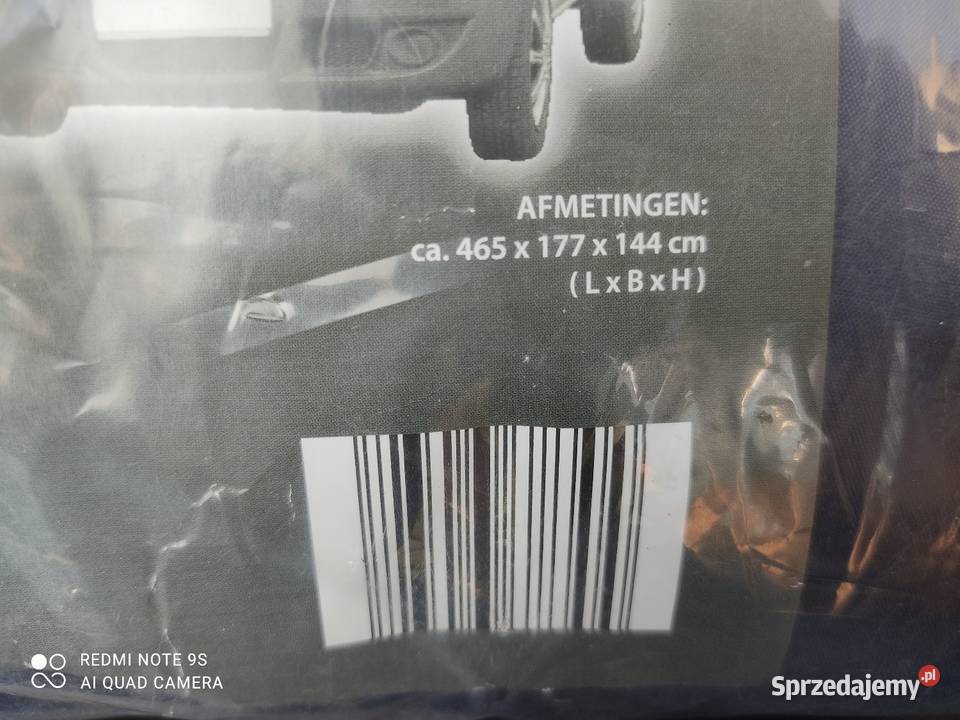 AFMETINGEN:
ca. 465 x 177 x 144 cm
( L x B x H )
REDMI NOTE 9S
AI QUAD CAMERA
Sprzedajemy.pl